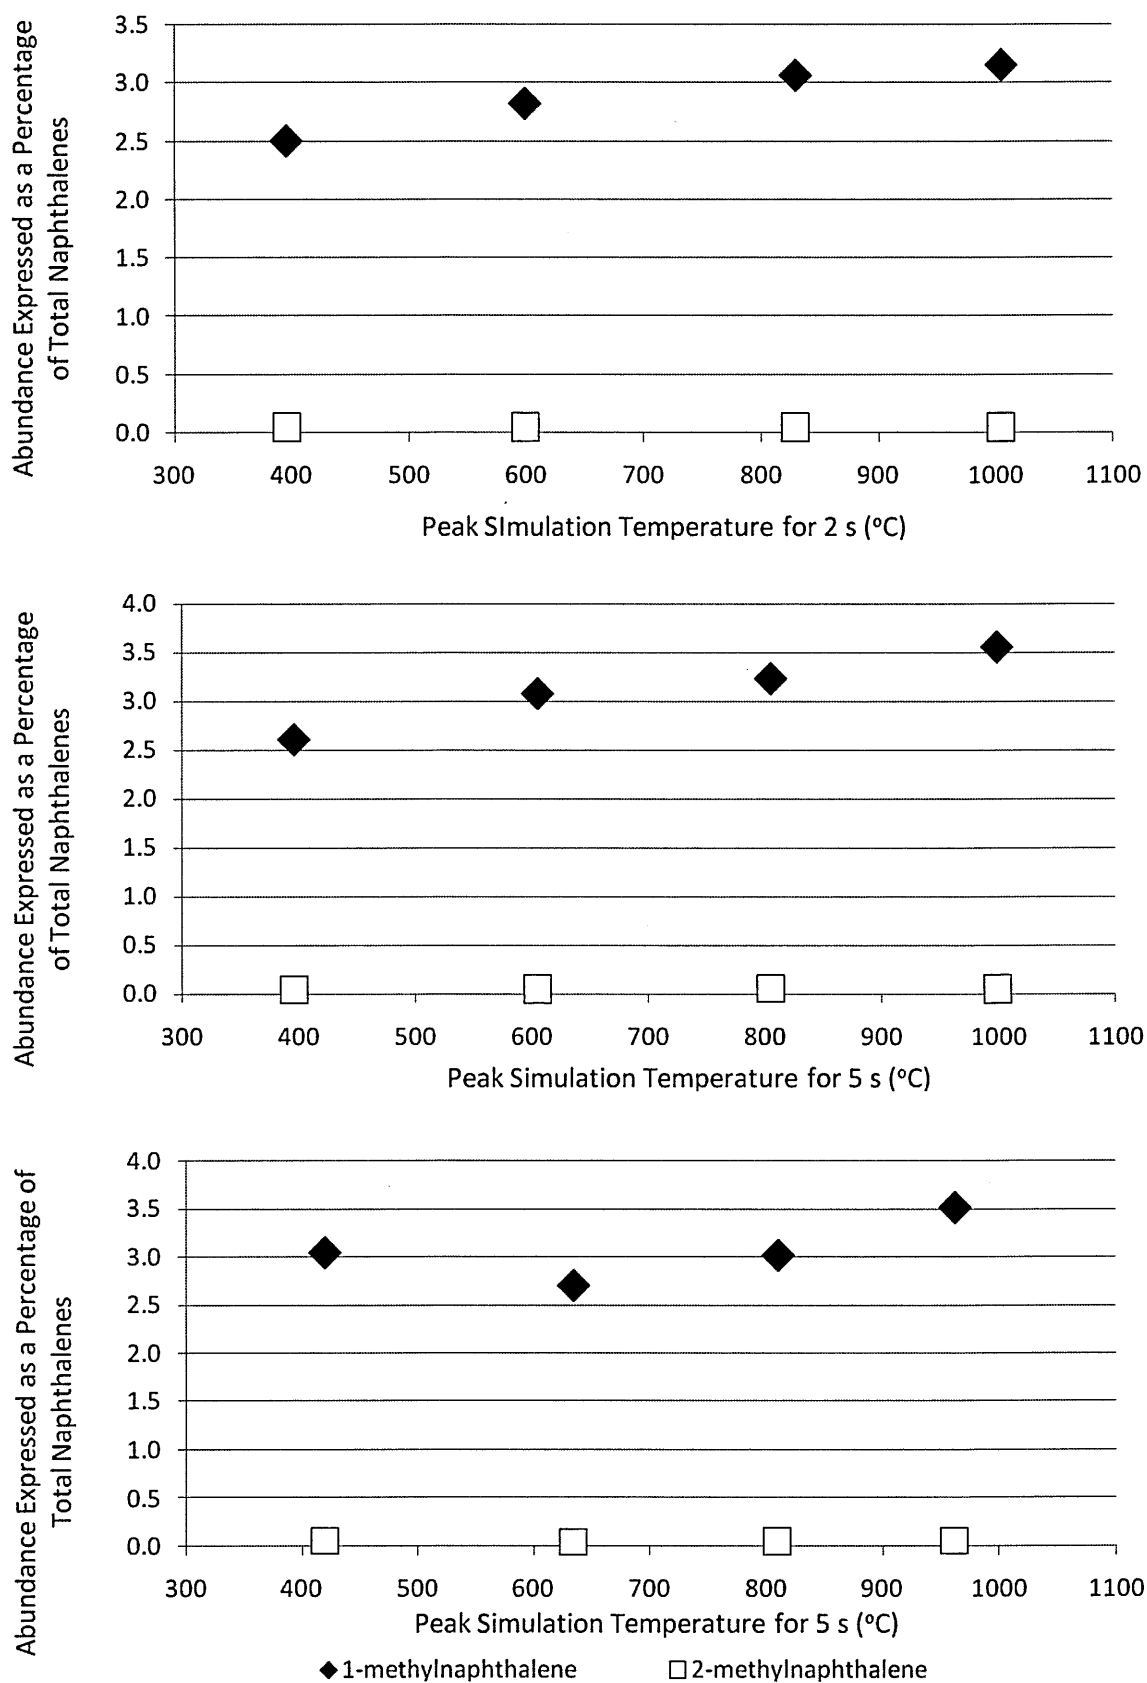 Abundance Expressed as a Percentage
of Total Naphthalenes
3.5
3.0
2.5
2.0
1.5
1.0
0.5
0.0
300 400 500 600 700 800 900 1000 1100
Peak SImulation Temperature for 2 s (ºC)
Abundance Expressed as a Percentage
of Total Naphthalenes
4.0
3.5
3.0
2.5
2.0
1.5
1.0
0.5
0.0
300 400 500 600 700 800 900 1000 1100
Peak Simulation Temperature for 5 s (ºC)
Abundance Expressed as a Percentage of
Total Naphthalenes
4.0
3.5
3.0
2.5
2.0
1.5
1.0
0.5
0.0
300 400 500 600 700 800 900 1000 1100
Peak Simulation Temperature for 5 s (ºC)
1-methylnaphthalene 2-methylnaphthalene